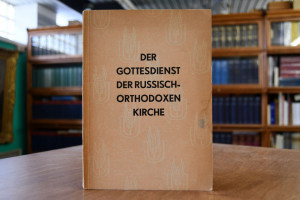 DER
GOTTESDIENST
DER RUSSISCH-
ORTHODOXEN
KIRCHE